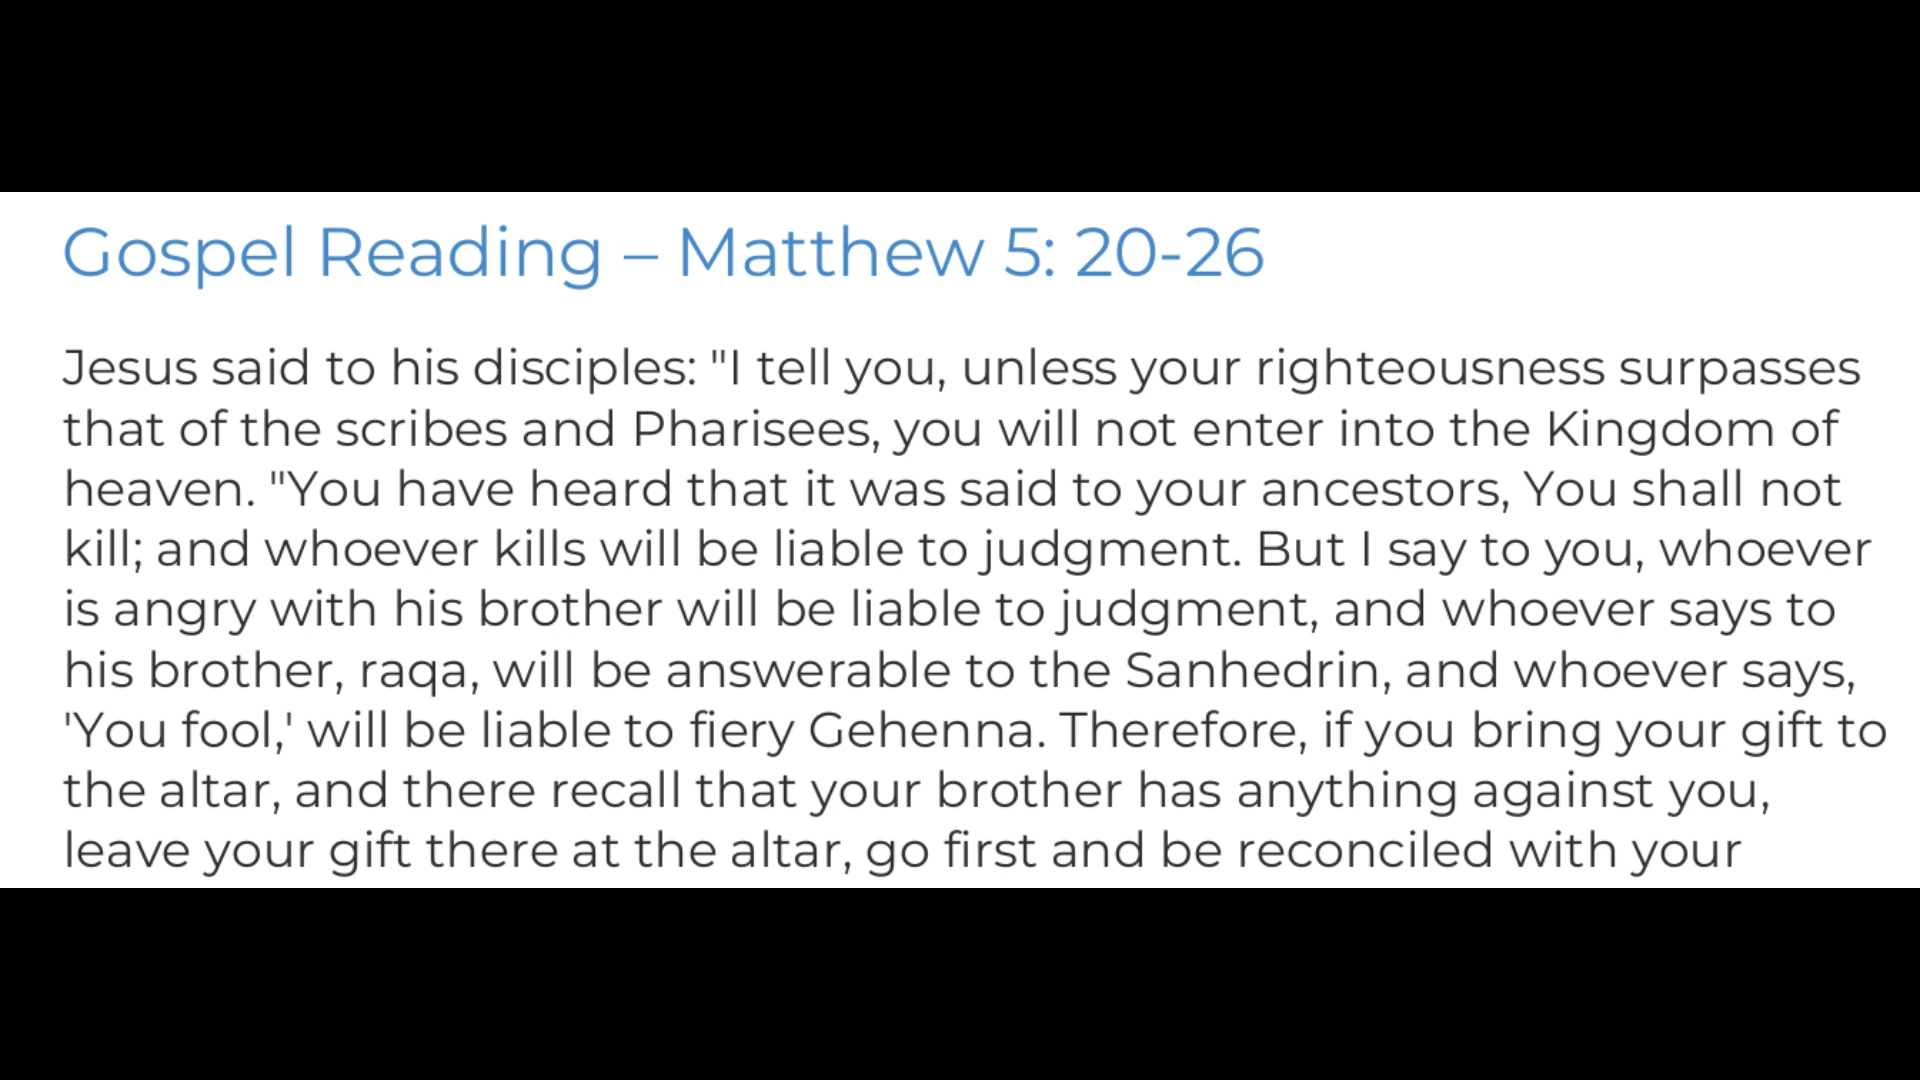 Gospel Reading – Matthew 5: 20-26
Jesus said to his disciples: "I tell you, unless your righteousness surpasses
that of the scribes and Pharisees, you will not enter into the Kingdom of
heaven. "You have heard that it was said to your ancestors, You shall not
kill; and whoever kills will be liable to judgment. But I say to you, whoever
is angry with his brother will be liable to judgment, and whoever says to
his brother, raqa, will be answerable to the Sanhedrin, and whoever says,
'You fool,' will be liable to fiery Gehenna. Therefore, if you bring your gift to
the altar, and there recall that your brother has anything against you,
leave your gift there at the altar, go first and be reconciled with your